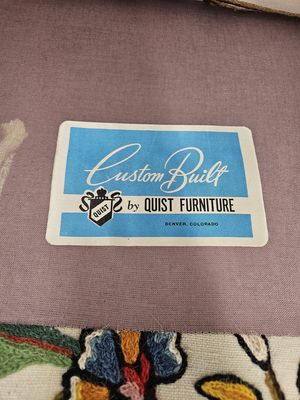 Custom Built
QUIST
by QUIST FURNITURE
DENVER, COLORADO